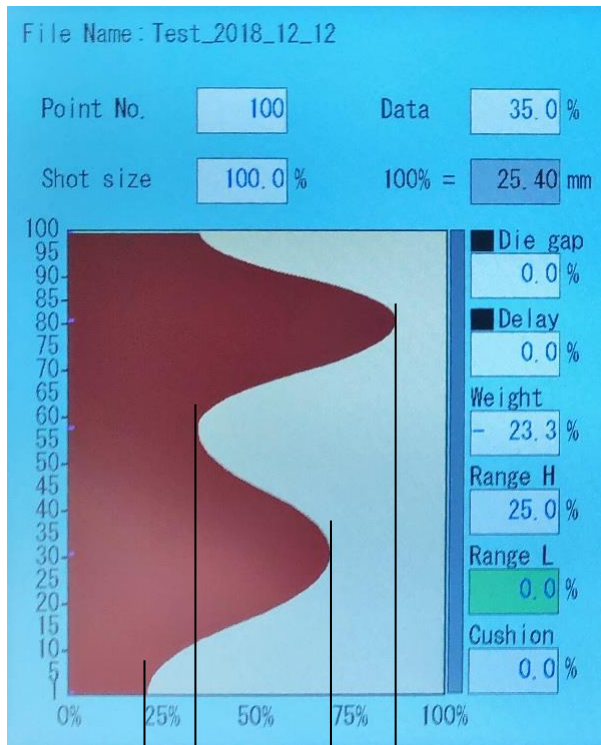 File Name:Test_2018_12_12
Point No. 100 Data 35.0 %
Shot size 100.0 % 100% = 25.40 mm
100
95
90
85
80
75
70
65
60
55
50
45
40
35
30
25
20
15
10
5
1
0% 25% 50% 75% 100%
Die gap
0.0 %
Delay
0.0 %
Weight
- 23.3 %
Range H
25.0 %
Range L
0.0 %
Cushion
0.0 %